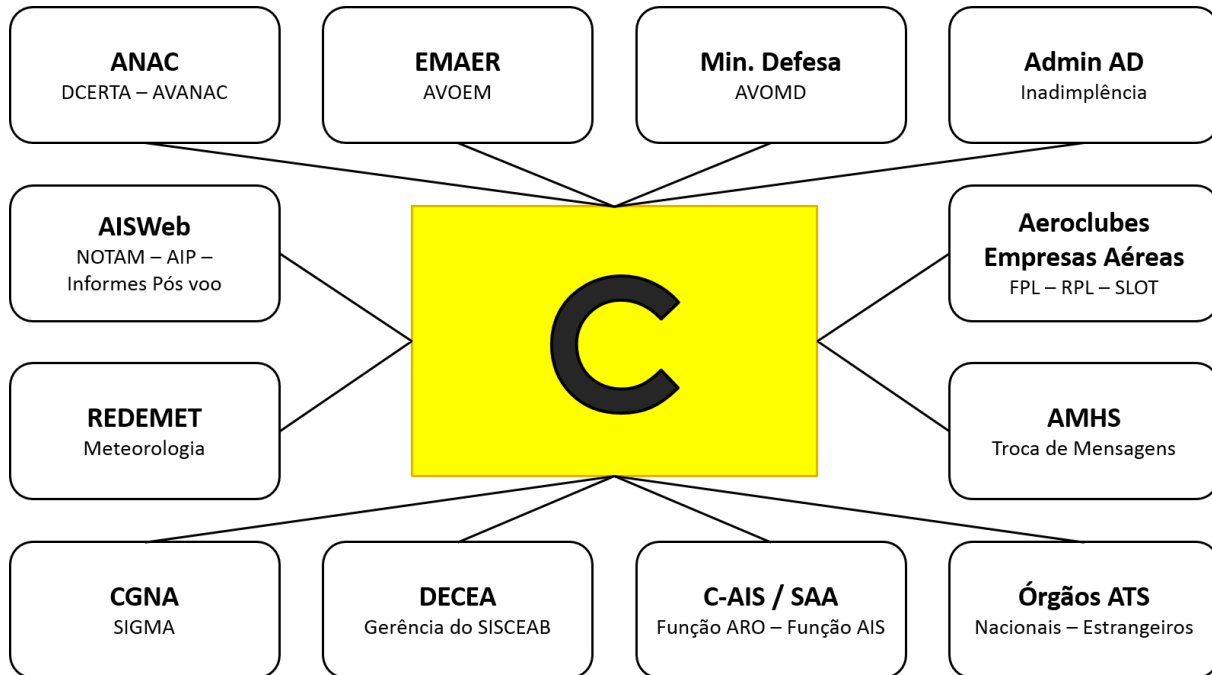 ANAC
DCERTA – AVANAC
EMAER
AVOEM
Min. Defesa
AVOMD
Admin AD
Inadimplência
AISWeb
NOTAM – AIP –
Informes Pós voo
Aeroclubes
Empresas Aéreas
FPL – RPL – SLOT
C
REDEMET
Meteorologia
AMHS
Troca de Mensagens
CGNA
SIGMA
DECEA
Gerência do SISCEAB
C-AIS / SAA
Função ARO – Função AIS
Órgãos ATS
Nacionais – Estrangeiros